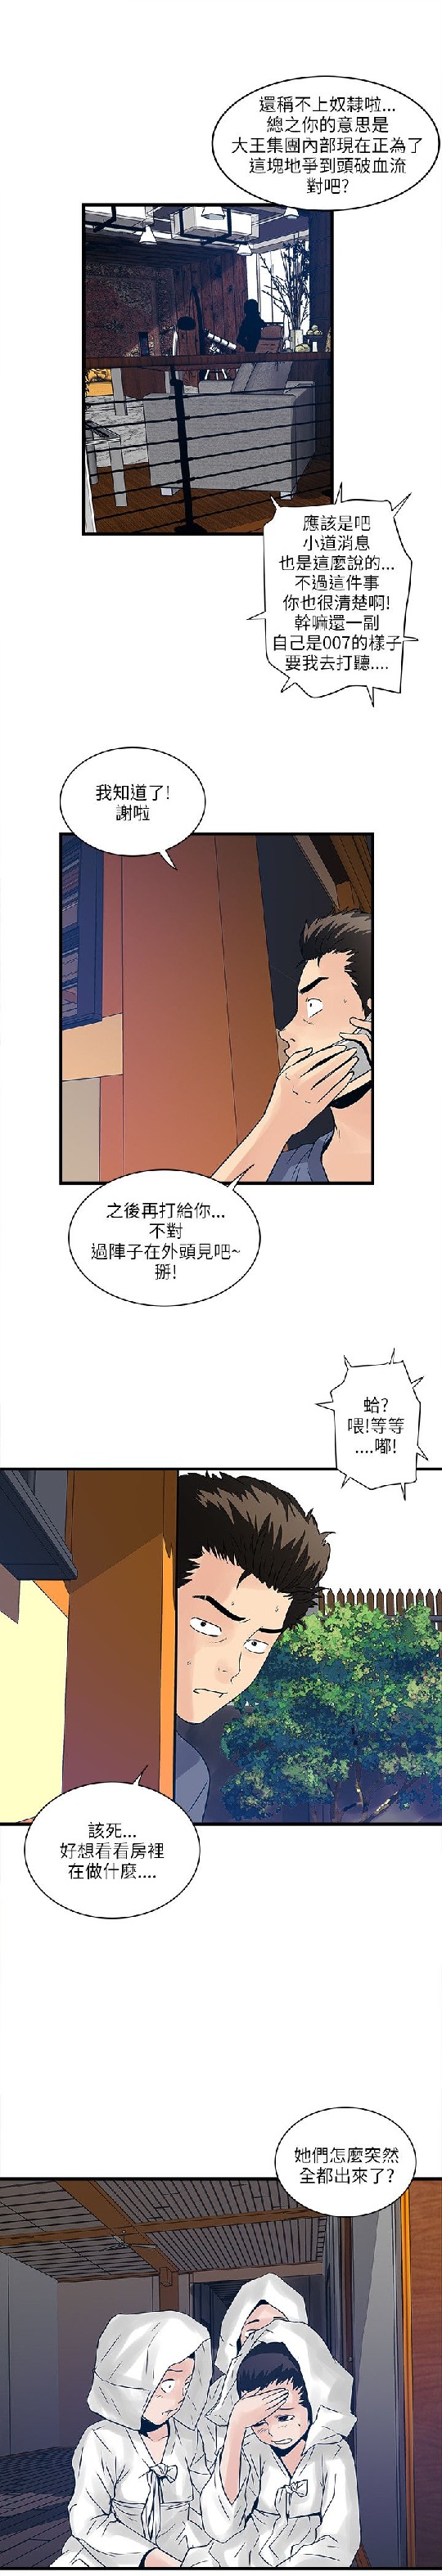 還稱不上奴隸啦...
總之你的意思是
大王集團內部現在正為了
這塊地爭到頭破血流
對吧?
應該是吧
小道消息
也是這麼說的...
不過這件事
你也很清楚啊!
幹嘛還一副
自己是007的樣子
要我去打聽....
我知道了!
謝啦
之後再打給你...
不對
過陣子在外頭見吧~
掰!
蛤?
喂!等等
....嘟!
該死...
好想看看房裡
在做什麼....
她們怎麼突然
全都出來了?